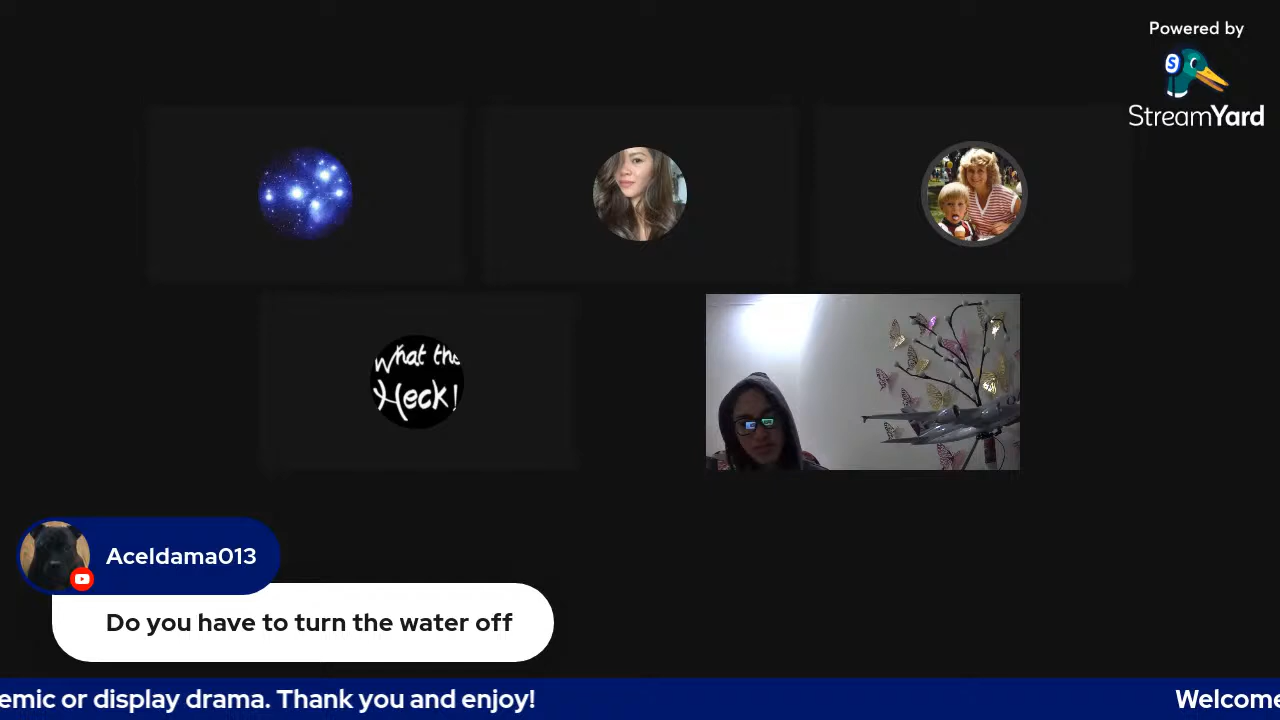 Powered by
S
StreamYard
What the
Heck!
Aceldama013
Do you have to turn the water off
emic or display drama. Thank you and enjoy! Welcome